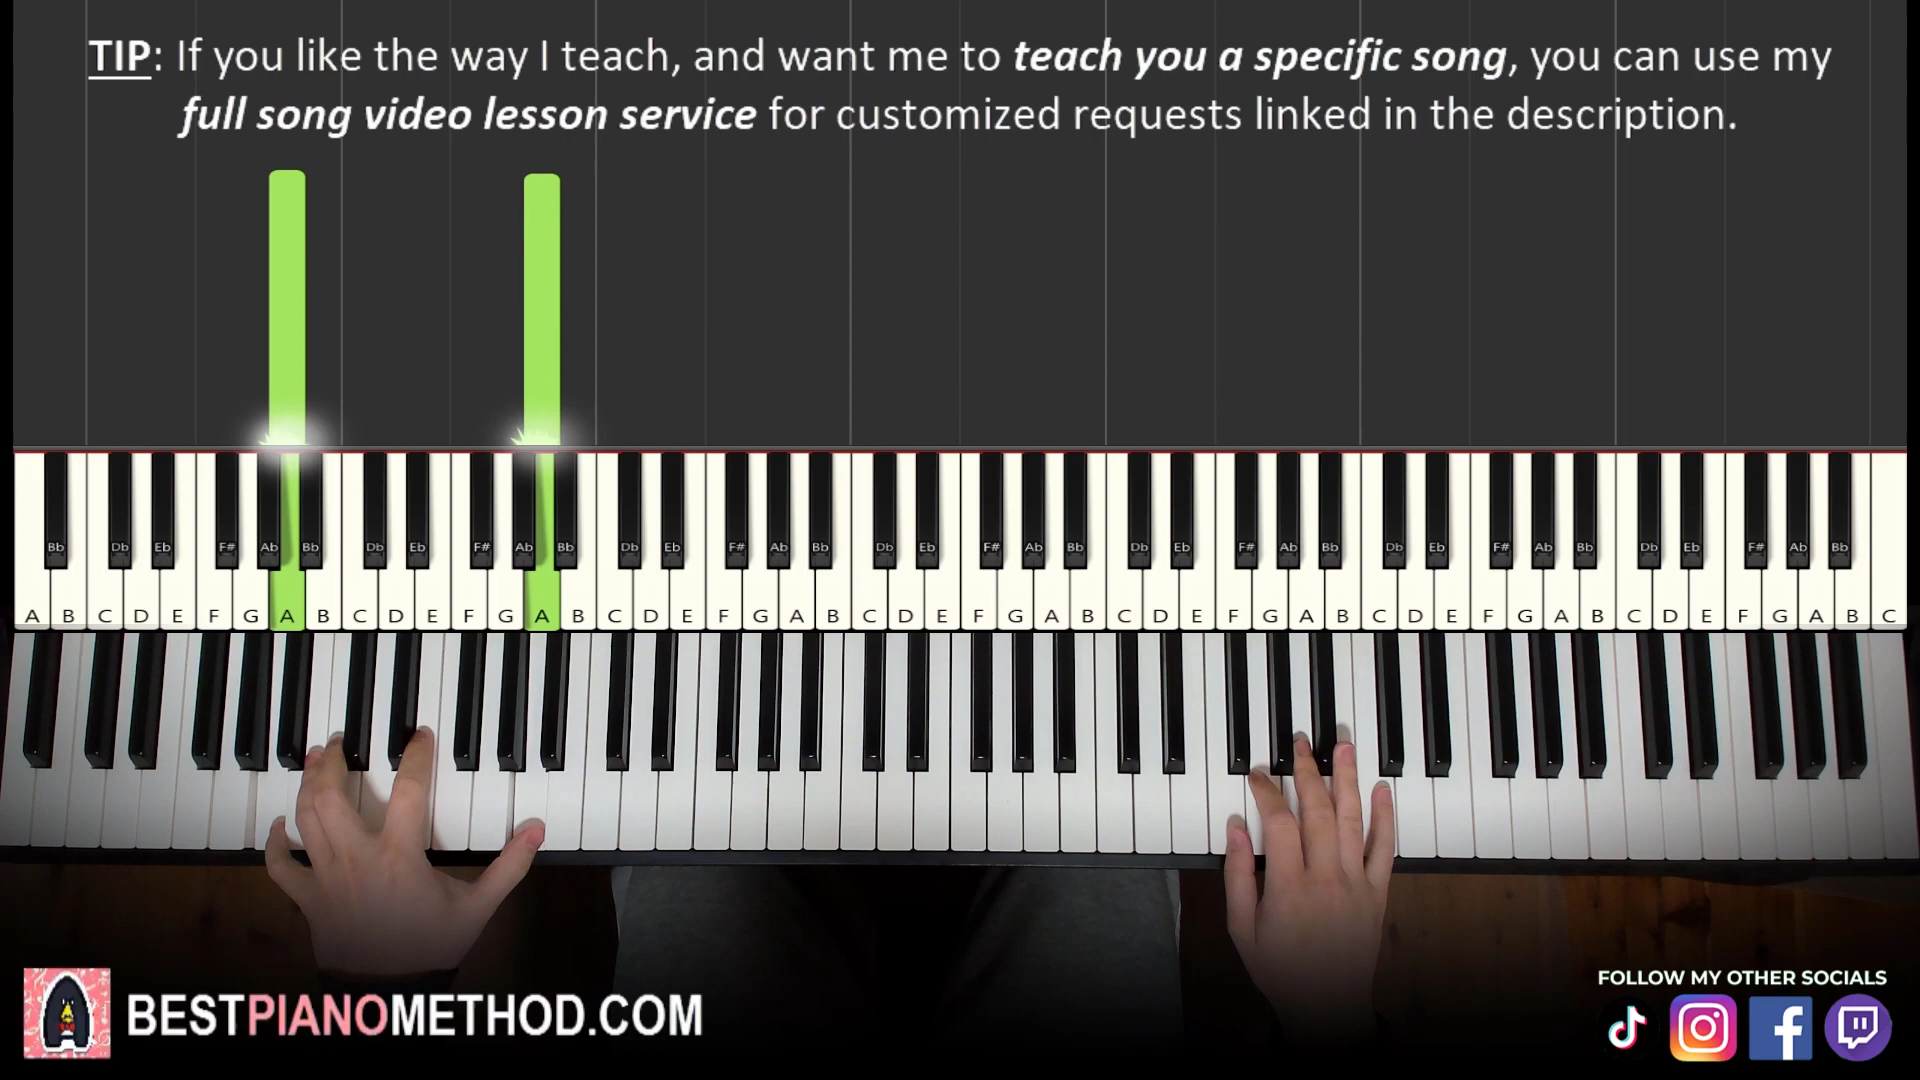 TIP: If you like the way I teach, and want me to teach you a specific song, you can use my
full song video lesson service for customized requests linked in the description.
Bb Db Eb F# Ab Bb Db Eb F# Ab Bb Db Eb F# Ab Bb Db Eb F# Ab Bb Db Eb F# Ab Bb Db Eb F# Ab Bb Db Eb F# Ab Bb
A B C D E F G A B C D E F G A B C D E F G A B C D E F G A B C D E F G A B C D E F G A B C D E F G A B C
FOLLOW MY OTHER SOCIALS
BESTPIANOMETHOD.COM